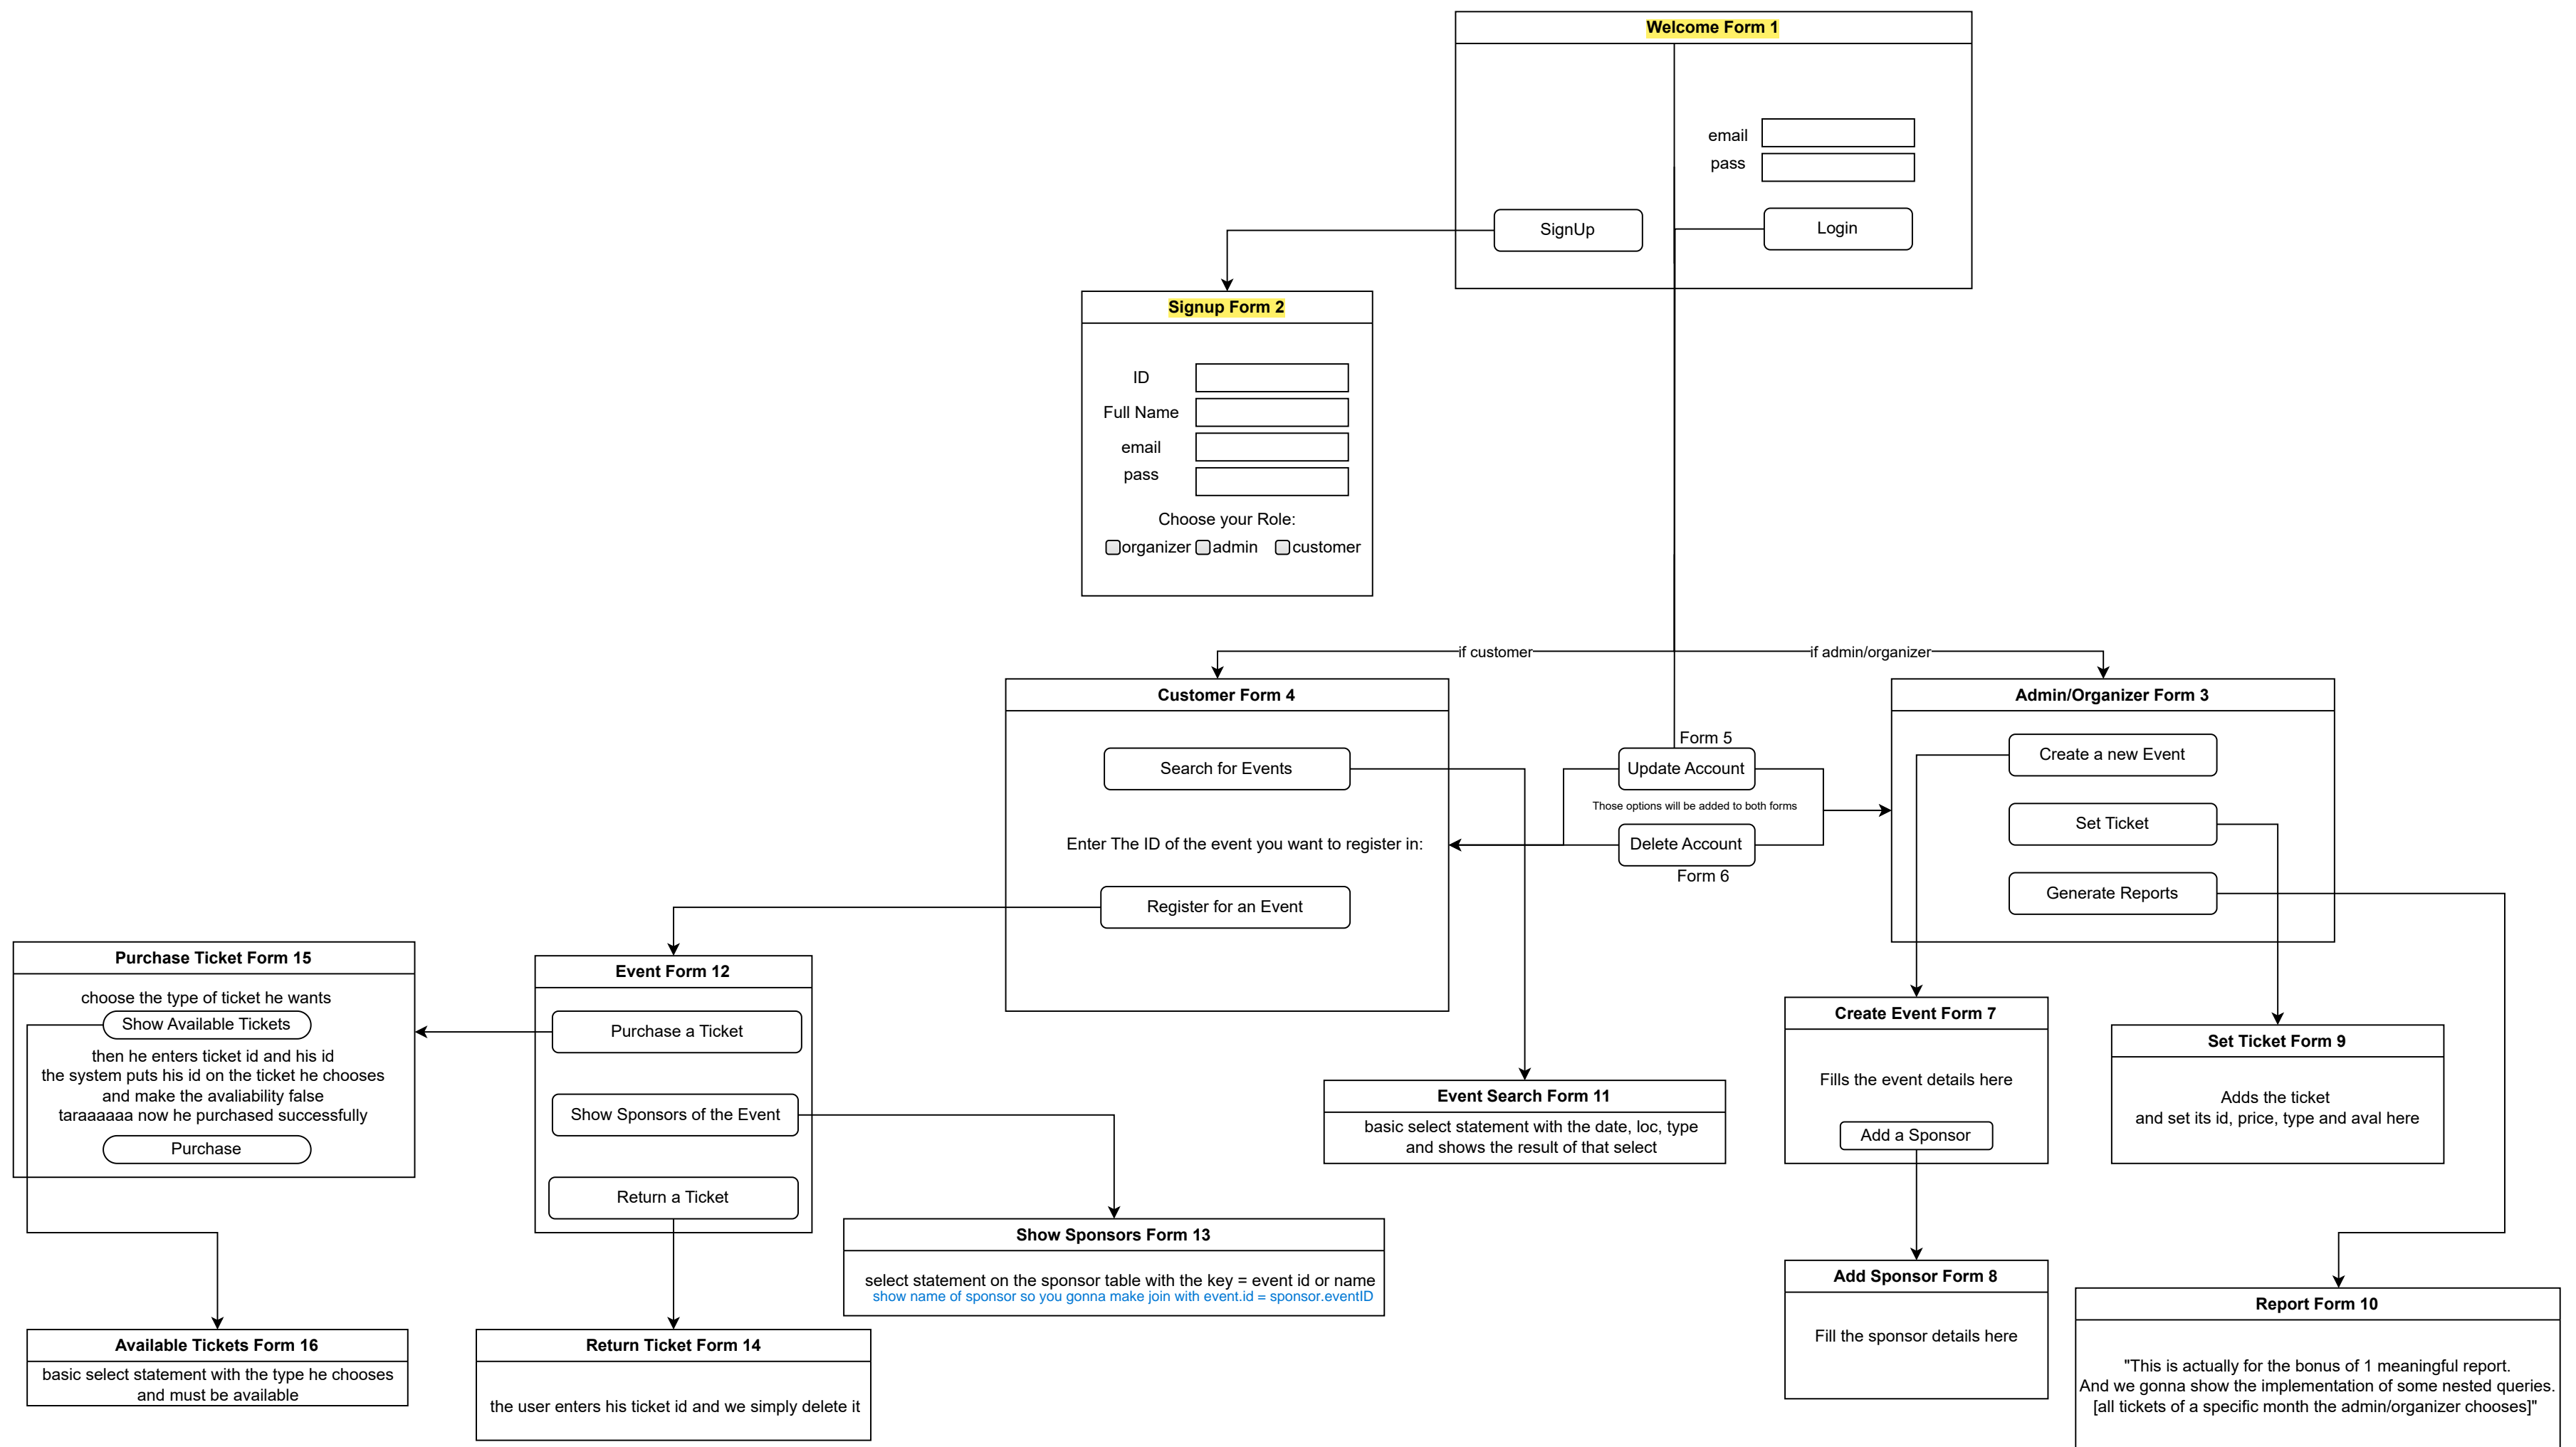 Welcome Form 1
email
pass
SignUp
Login
Signup Form 2
ID
Full Name
email
pass
Choose your Role:
organizer admin customer
if customer
if admin/organizer
Customer Form 4
Search for Events
Enter The ID of the event you want to register in:
Register for an Event
Form 5
Update Account
Those options will be added to both forms
Delete Account
Form 6
Admin/Organizer Form 3
Create a new Event
Set Ticket
Generate Reports
Purchase Ticket Form 15
choose the type of ticket he wants
Show Available Tickets
then he enters ticket id and his id
the system puts his id on the ticket he chooses
and make the avaliability false
taraaaaaa now he purchased successfully
Purchase
Event Form 12
Purchase a Ticket
Show Sponsors of the Event
Return a Ticket
Event Search Form 11
basic select statement with the date, loc, type
and shows the result of that select
Create Event Form 7
Fills the event details here
Add a Sponsor
Set Ticket Form 9
Adds the ticket
and set its id, price, type and aval here
Show Sponsors Form 13
select statement on the sponsor table with the key = event id or name
show name of sponsor so you gonna make join with event.id = sponsor.eventID
Add Sponsor Form 8
Fill the sponsor details here
Report Form 10
"This is actually for the bonus of 1 meaningful report.
And we gonna show the implementation of some nested queries.
[all tickets of a specific month the admin/organizer chooses]"
Available Tickets Form 16
basic select statement with the type he chooses
and must be available
Return Ticket Form 14
the user enters his ticket id and we simply delete it